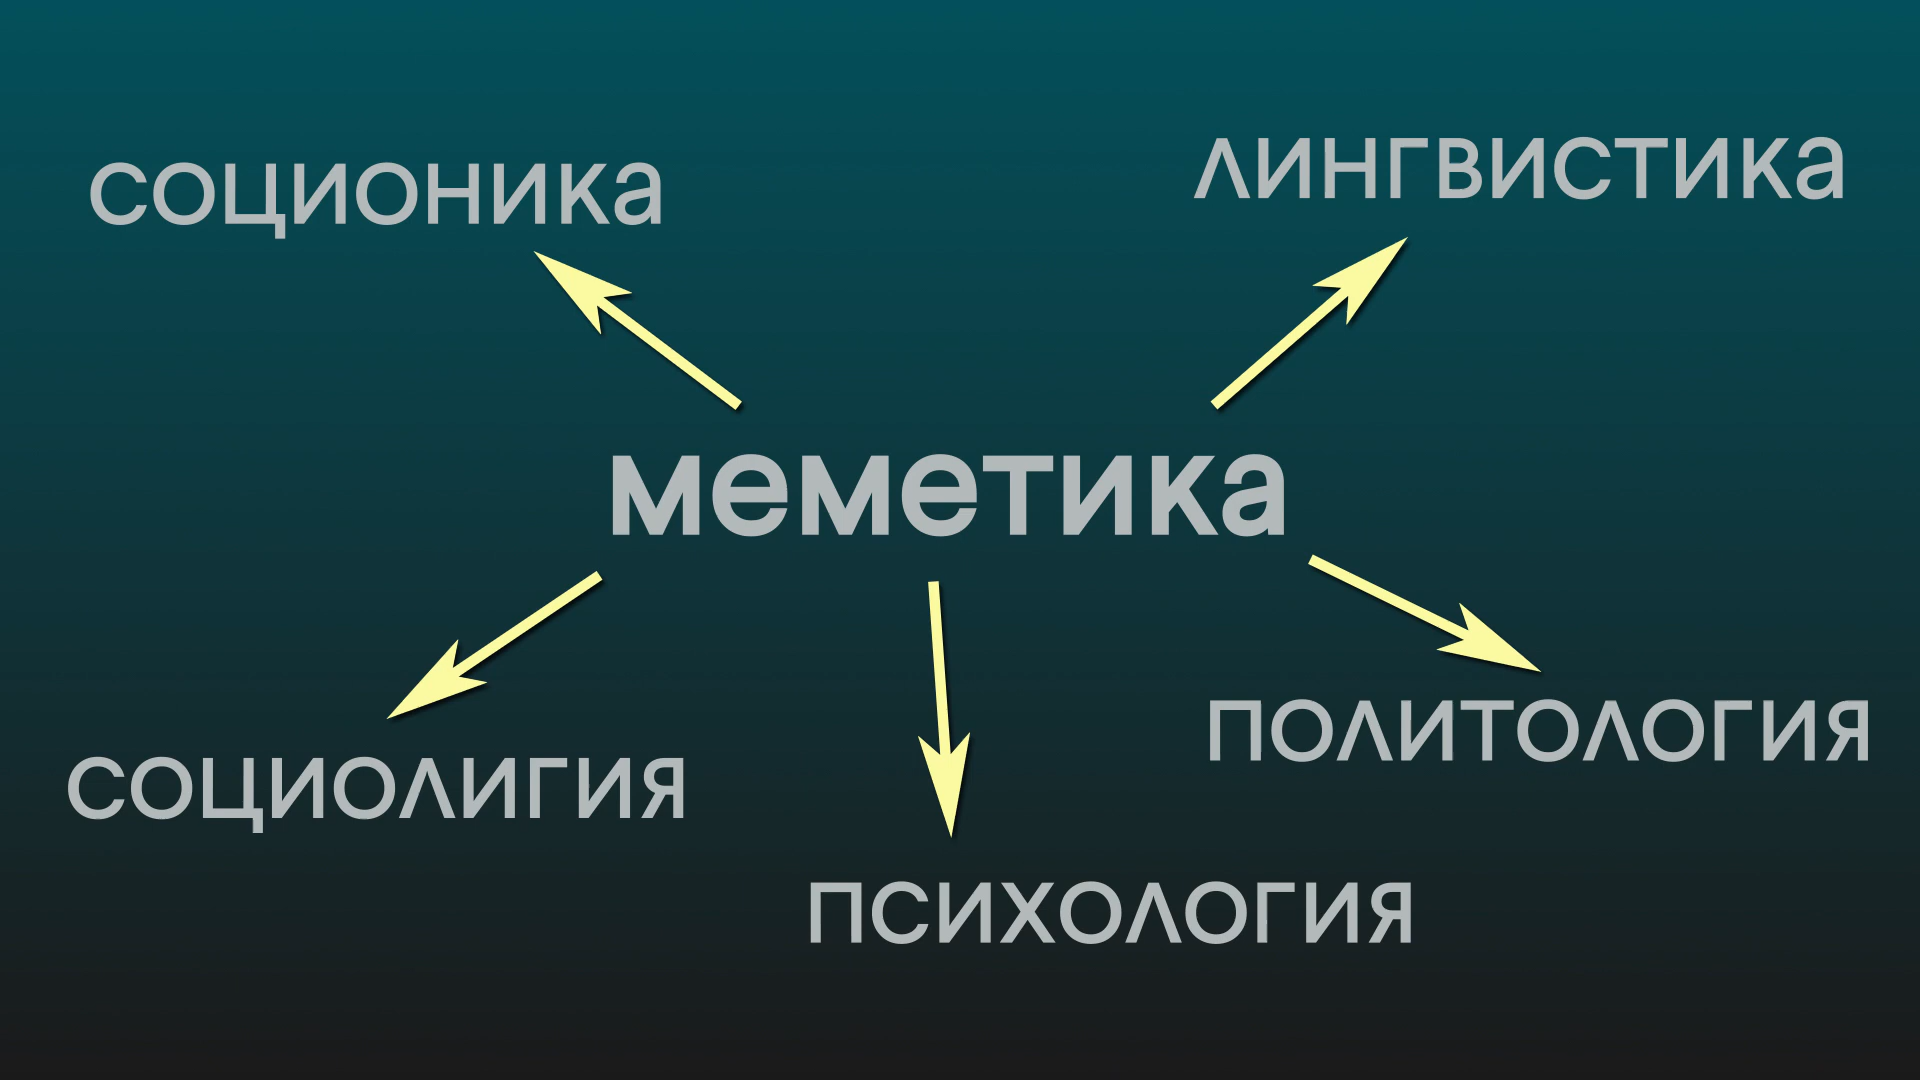 соционика
лингвистика
меметика
социолигия
политология
психология